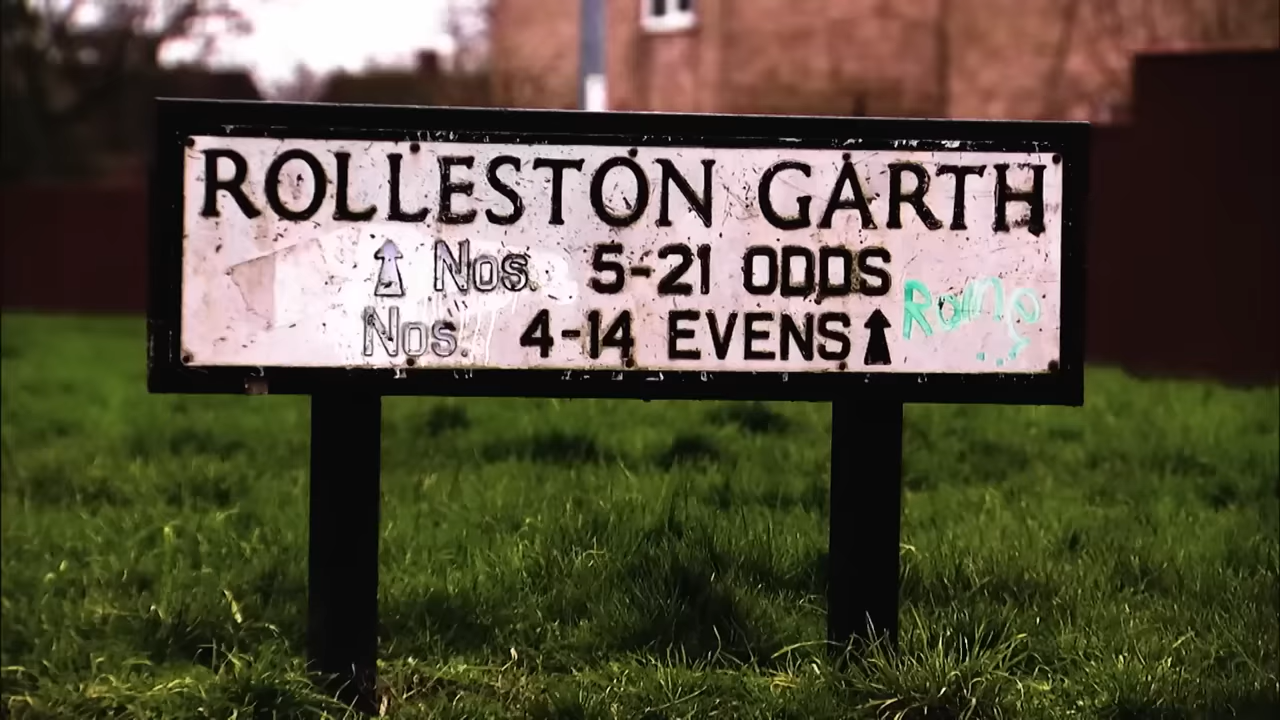 ROLLESTON GARTH
Nos. 5-21 ODDS
Nos. 4-14 EVENS